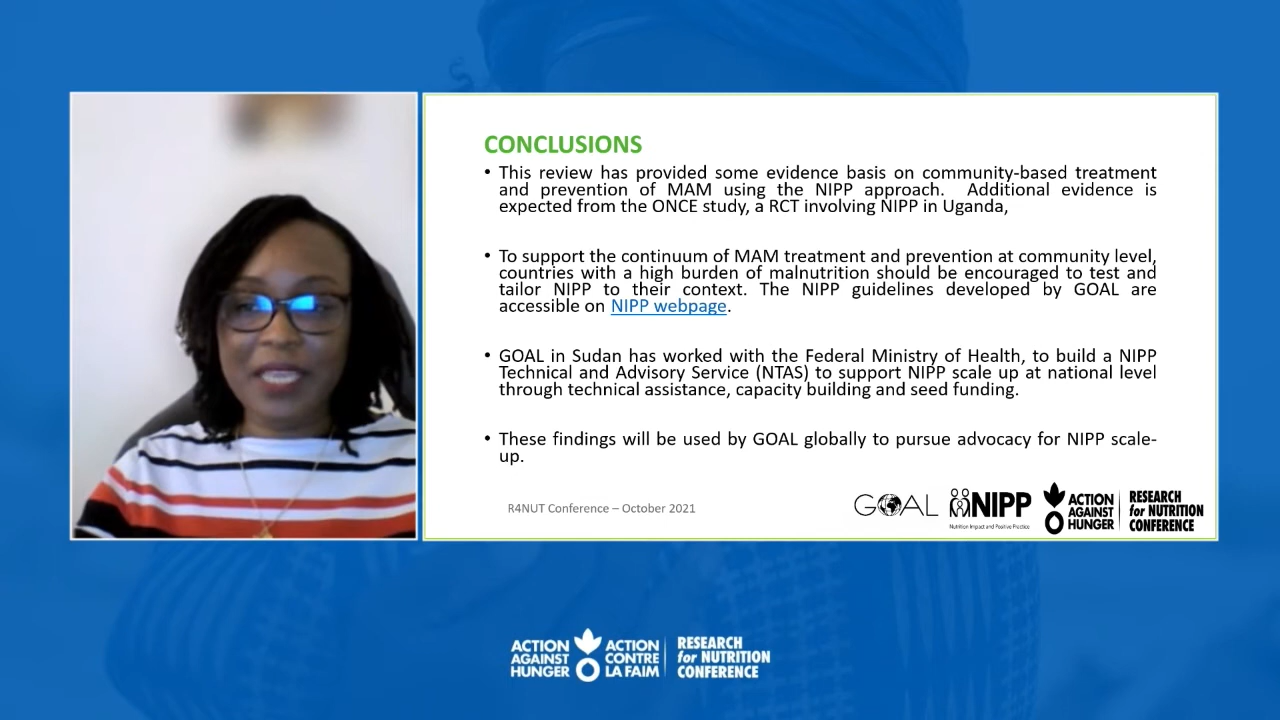 CONCLUSIONS
• This review has provided some evidence basis on community-based treatment
and prevention of MAM using the NIPP approach. Additional evidence is
expected from the ONCE study, a RCT involving NIPP in Uganda,
• To support the continuum of MAM treatment and prevention at community level,
countries with a high burden of malnutrition should be encouraged to test and
tailor NIPP to their context. The NIPP guidelines developed by GOAL are
accessible on NIPP webpage.
• GOAL in Sudan has worked with the Federal Ministry of Health, to build a NIPP
Technical and Advisory Service (NTAS) to support NIPP scale up at national level
through technical assistance, capacity building and seed funding.
• These findings will be used by GOAL globally to pursue advocacy for NIPP scale-
up.
R4NUT Conference – October 2021
GOAL
NIPP
Nutrition Impact and Positive Practice
ACTION
AGAINST
HUNGER
RESEARCH
for NUTRITION
CONFERENCE
ACTION
AGAINST
HUNGER
ACTION
CONTRE
LA FAIM
RESEARCH
for NUTRITION
CONFERENCE